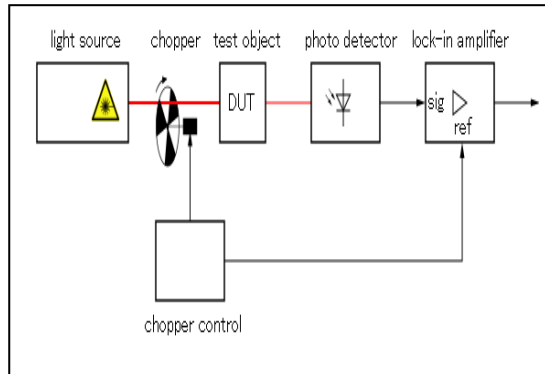 light source
chopper
test object
photo detector
lock-in amplifier
DUT
sig
ref
chopper control